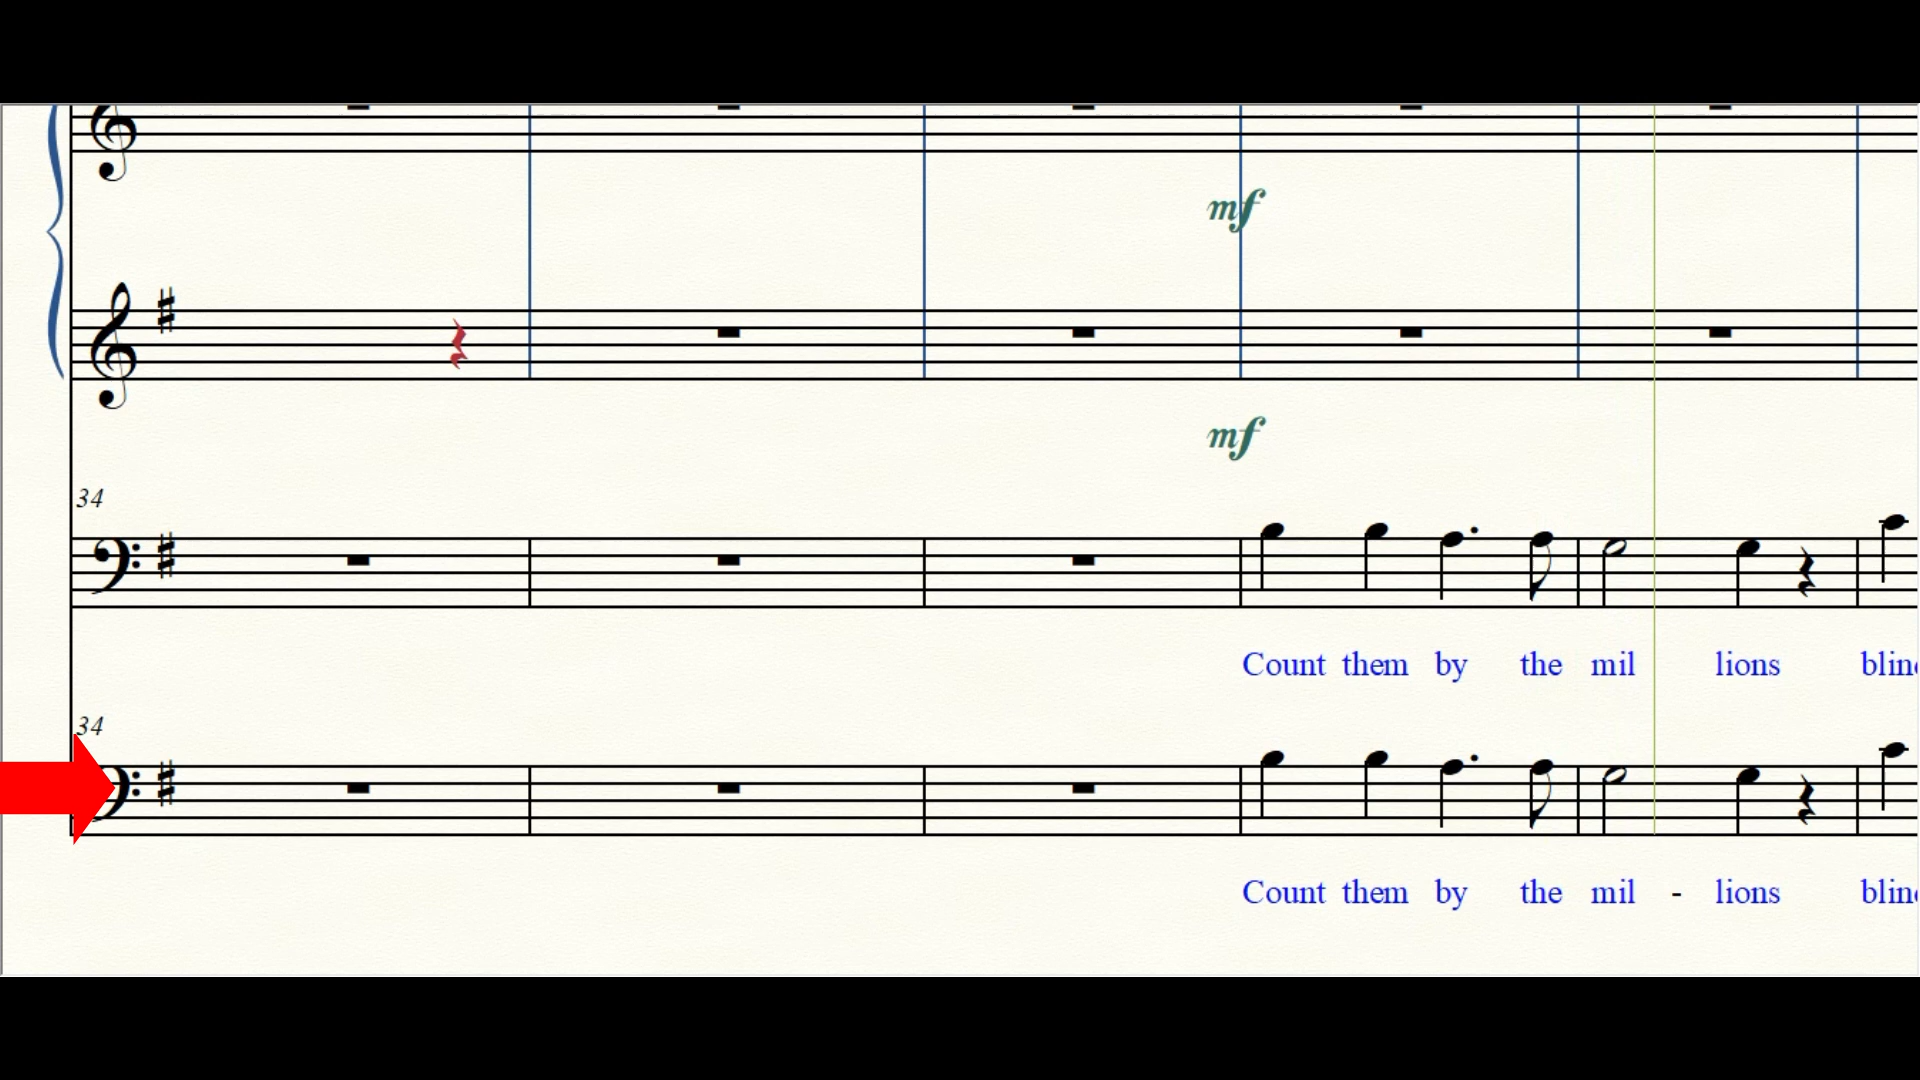 mf
mf
34
Count them by the mil lions
34
Count them by the mil - lions